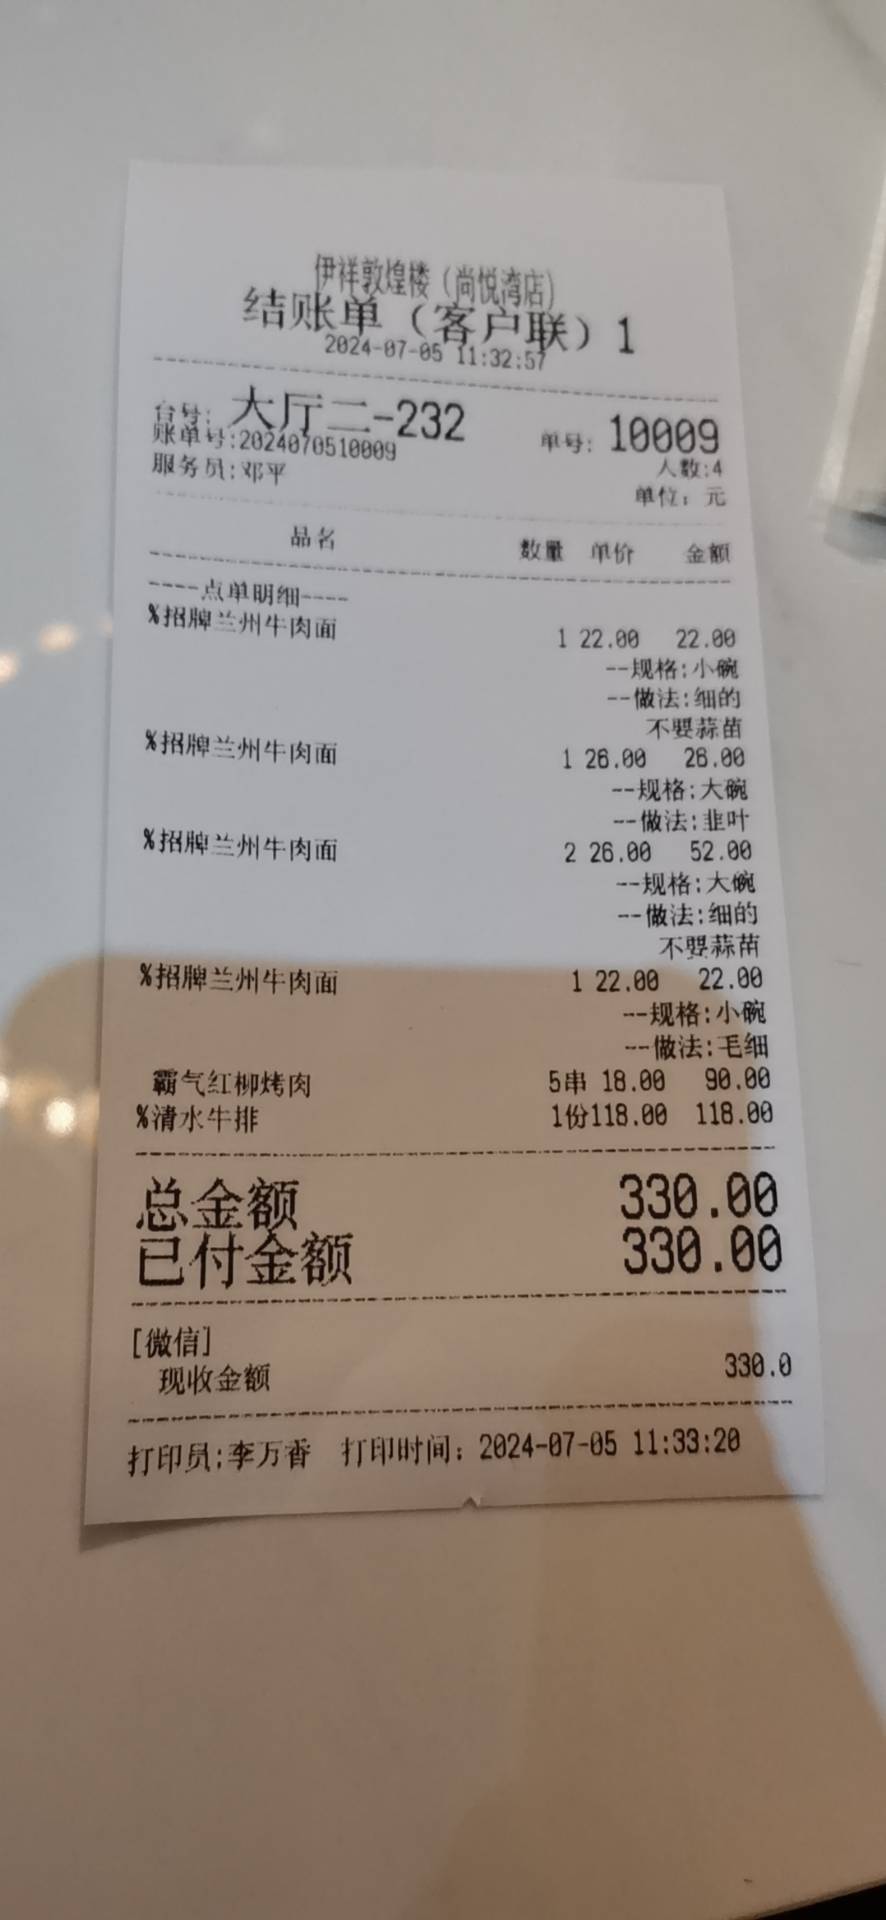 伊祥敦煌楼（尚悦湾店）
结账单（客户联）1
2024-07-05 11:32:57
台号: 大厅二-232 单号: 10009
账单号:2024070510009 人数:4
服务员:邓平 单位: 元
品名 数量 单价 金额
----点单明细----
%招牌兰州牛肉面 1 22.00 22.00
--规格:小碗
--做法:细的
不要蒜苗
%招牌兰州牛肉面 1 26.00 26.00
--规格:大碗
--做法:韭叶
%招牌兰州牛肉面 2 26.00 52.00
--规格:大碗
--做法:细的
不要蒜苗
%招牌兰州牛肉面 1 22.00 22.00
--规格:小碗
--做法:毛细
霸气红柳烤肉 5串 18.00 90.00
%清水牛排 1份118.00 118.00
总金额 330.00
已付金额 330.00
[微信]
现收金额 330.0
打印员:李万香 打印时间: 2024-07-05 11:33:20